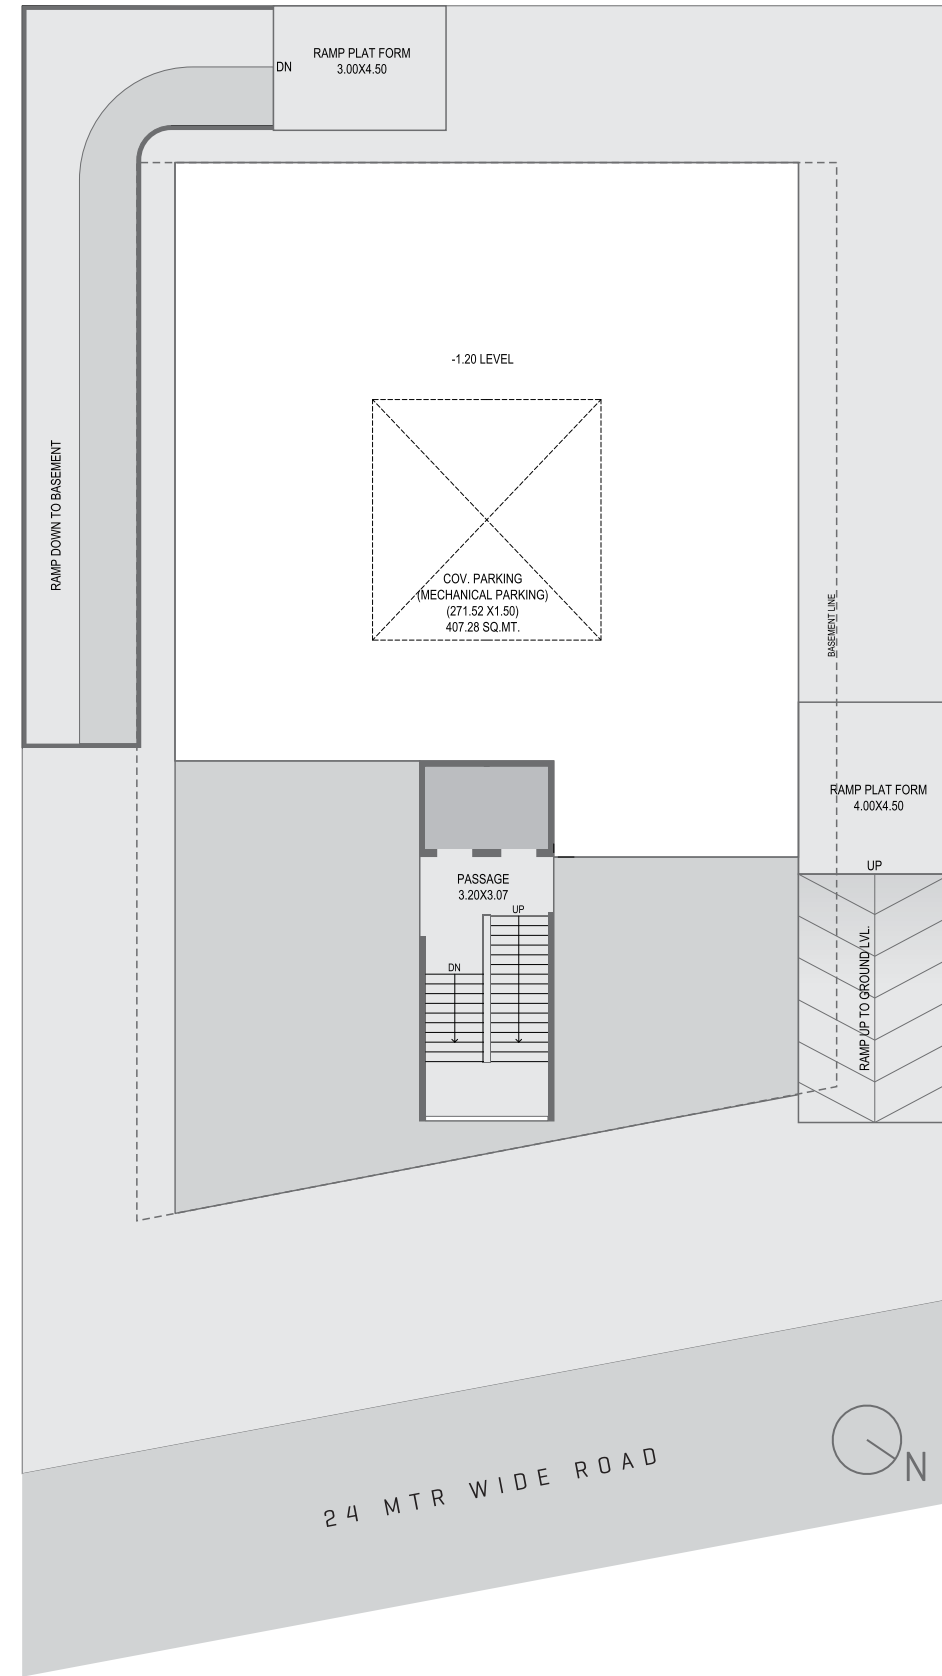 RAMP PLAT FORM
3.00X4.50
DN
-1.20 LEVEL
RAMP DOWN TO BASEMENT
COV. PARKING
(MECHANICAL PARKING)
(271.52 X1.50)
407.28 SQ.MT.
BASEMENT LINE
RAMP PLAT FORM
4.00X4.50
UP
RAMP UP TO GROUND LVL.
PASSAGE
3.20X3.07
UP
DN
24 MTR WIDE ROAD
N